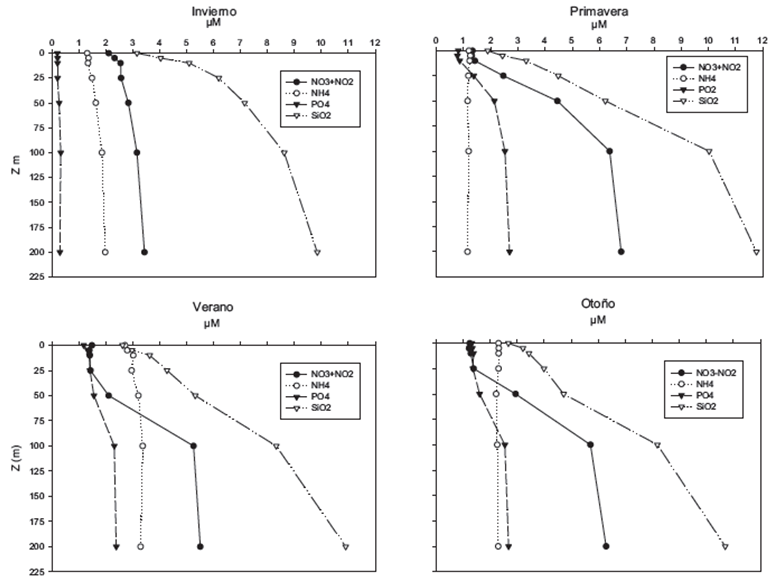 Invierno
µM
0 1 2 3 4 5 6 7 8 9 10 11 12
0
25
50
75
100
125
150
175
200
225
Z m
NO3+NO2
NH4
PO4
SiO2
Primavera
µM
0 1 2 3 4 5 6 7 8 9 10 11 12
NO3+NO2
NH4
PO2
SiO2
Verano
µM
0
25
50
75
100
125
150
175
200
225
Z (m)
NO3+NO2
NH4
PO4
SiO2
Otoño
µM
NO3-NO2
NH4
PO4
SiO2